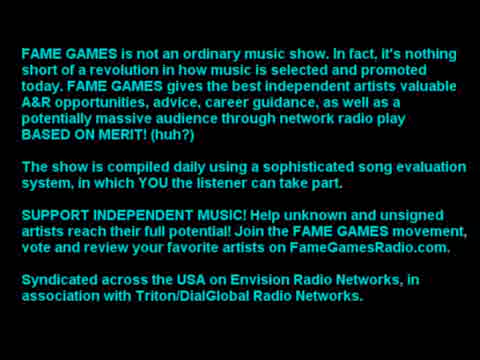 FAME GAMES is not an ordinary music show. In fact, it's nothing
short of a revolution in how music is selected and promoted
today. FAME GAMES gives the best independent artists valuable
A&R opportunities, advice, career guidance, as well as a
potentially massive audience through network radio play
BASED ON MERIT! (huh?)
The show is compiled daily using a sophisticated song evaluation
system, in which YOU the listener can take part.
SUPPORT INDEPENDENT MUSIC! Help unknown and unsigned
artists reach their full potential! Join the FAME GAMES movement,
vote and review your favorite artists on FameGamesRadio.com.
Syndicated across the USA on Envision Radio Networks, in
association with Triton/DialGlobal Radio Networks.